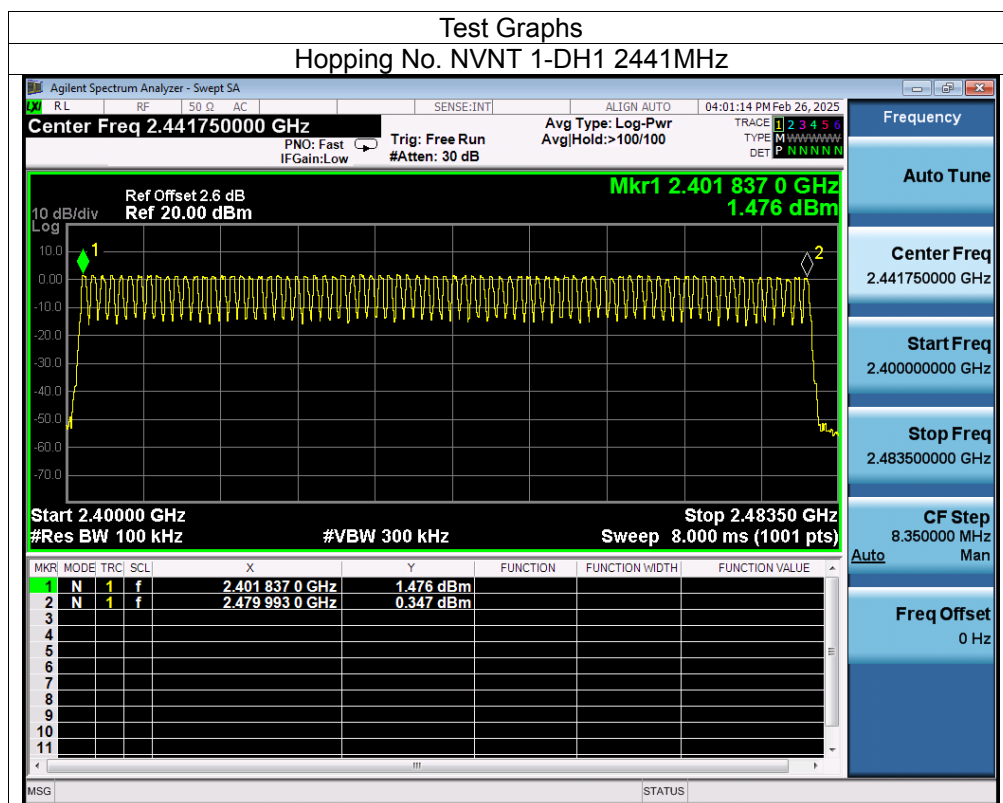 Test Graphs
Hopping No. NVNT 1-DH1 2441MHz
Agilent Spectrum Analyzer - Swept SA
LXI RL RF 50 Ω AC SENSE:INT ALIGN AUTO 04:01:14 PM Feb 26, 2025
Center Freq 2.441750000 GHz
PNO: Fast
IFGain:Low
Trig: Free Run
#Atten: 30 dB
Avg Type: Log-Pwr
Avg|Hold:>100/100
TRACE 1 2 3 4 5 6
TYPE M WWWWW
DET P N N N N N
Frequency
Auto Tune
Center Freq
2.441750000 GHz
Start Freq
2.400000000 GHz
Stop Freq
2.483500000 GHz
CF Step
8.350000 MHz
Auto Man
Freq Offset
0 Hz
Mkr1 2.401 837 0 GHz
1.476 dBm
Ref Offset 2.6 dB
10 dB/div Ref 20.00 dBm
Log
10.0
0.00
-10.0
-20.0
-30.0
-40.0
-50.0
-60.0
-70.0
1
2
Start 2.40000 GHz Stop 2.48350 GHz
#Res BW 100 kHz #VBW 300 kHz Sweep 8.000 ms (1001 pts)
MKR MODE TRC SCL X Y FUNCTION FUNCTION WIDTH FUNCTION VALUE
1 N 1 f 2.401 837 0 GHz 1.476 dBm
2 N 1 f 2.479 993 0 GHz 0.347 dBm
3
4
5
6
7
8
9
10
11
MSG STATUS